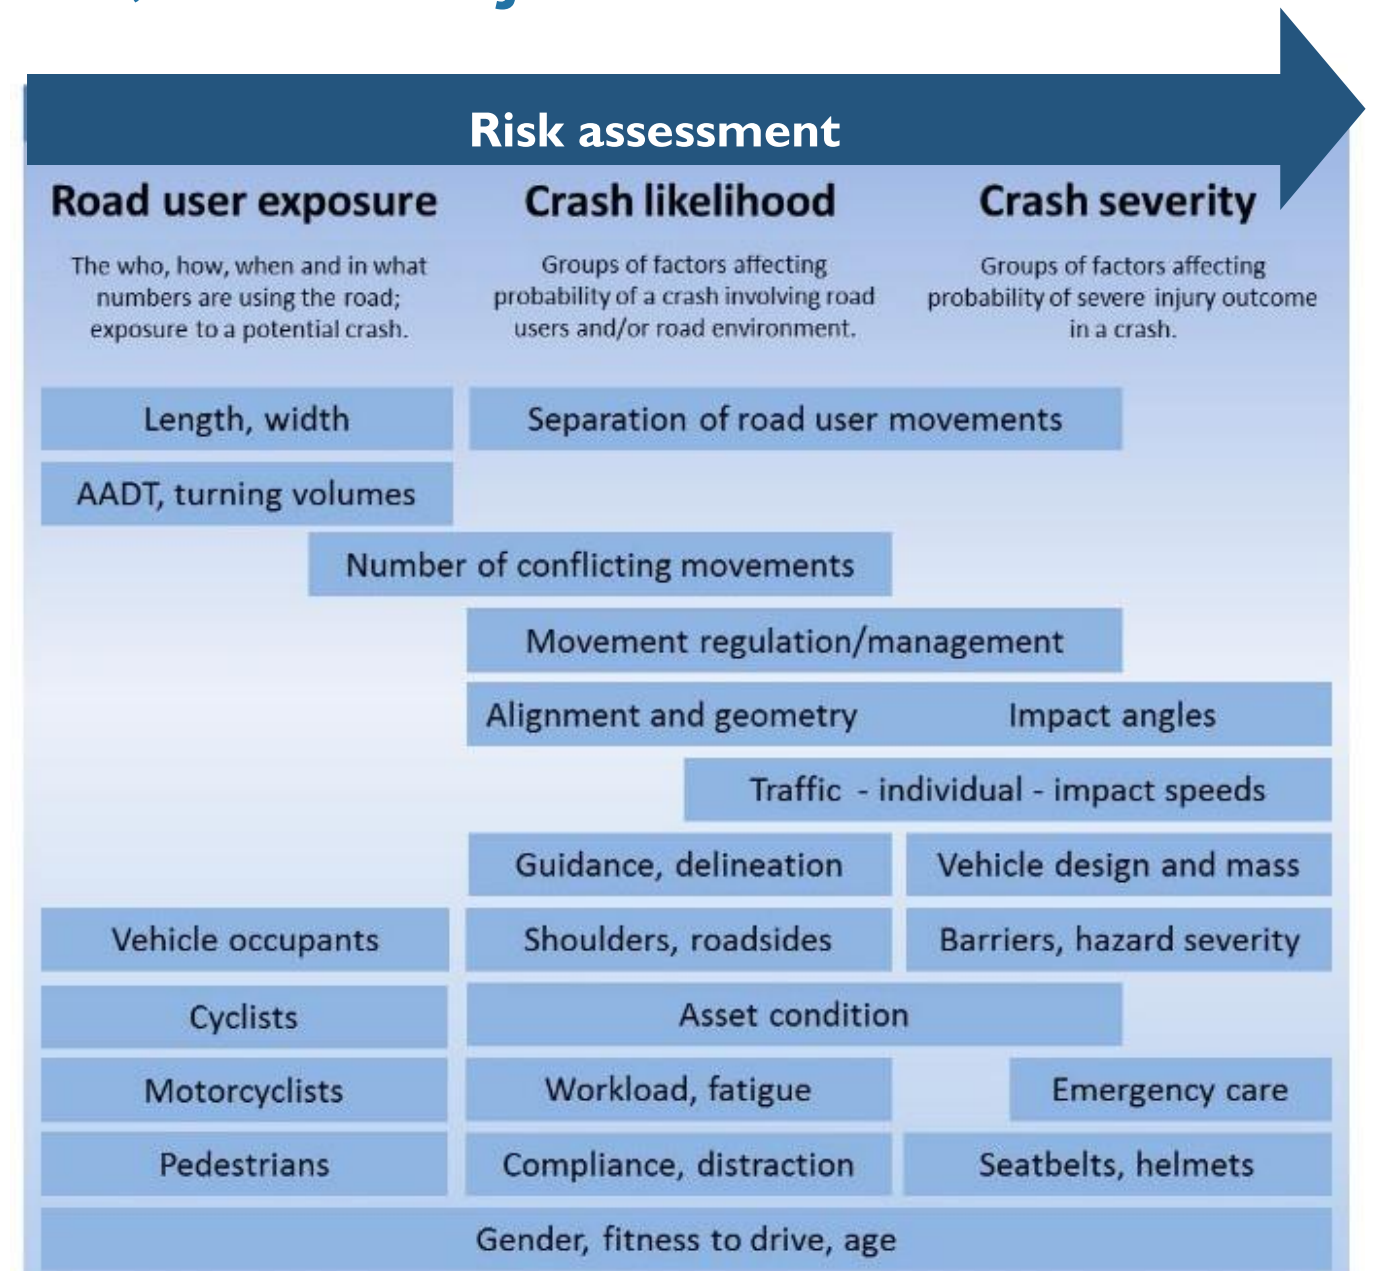 Risk assessment
Road user exposure
The who, how, when and in what
numbers are using the road;
exposure to a potential crash.
Crash likelihood
Groups of factors affecting
probability of a crash involving road
users and/or road environment.
Crash severity
Groups of factors affecting
probability of severe injury outcome
in a crash.
Length, width
Separation of road user movements
AADT, turning volumes
Number of conflicting movements
Movement regulation/management
Alignment and geometry
Impact angles
Traffic - individual - impact speeds
Guidance, delineation
Vehicle design and mass
Vehicle occupants
Shoulders, roadsides
Barriers, hazard severity
Cyclists
Asset condition
Motorcyclists
Workload, fatigue
Emergency care
Pedestrians
Compliance, distraction
Seatbelts, helmets
Gender, fitness to drive, age